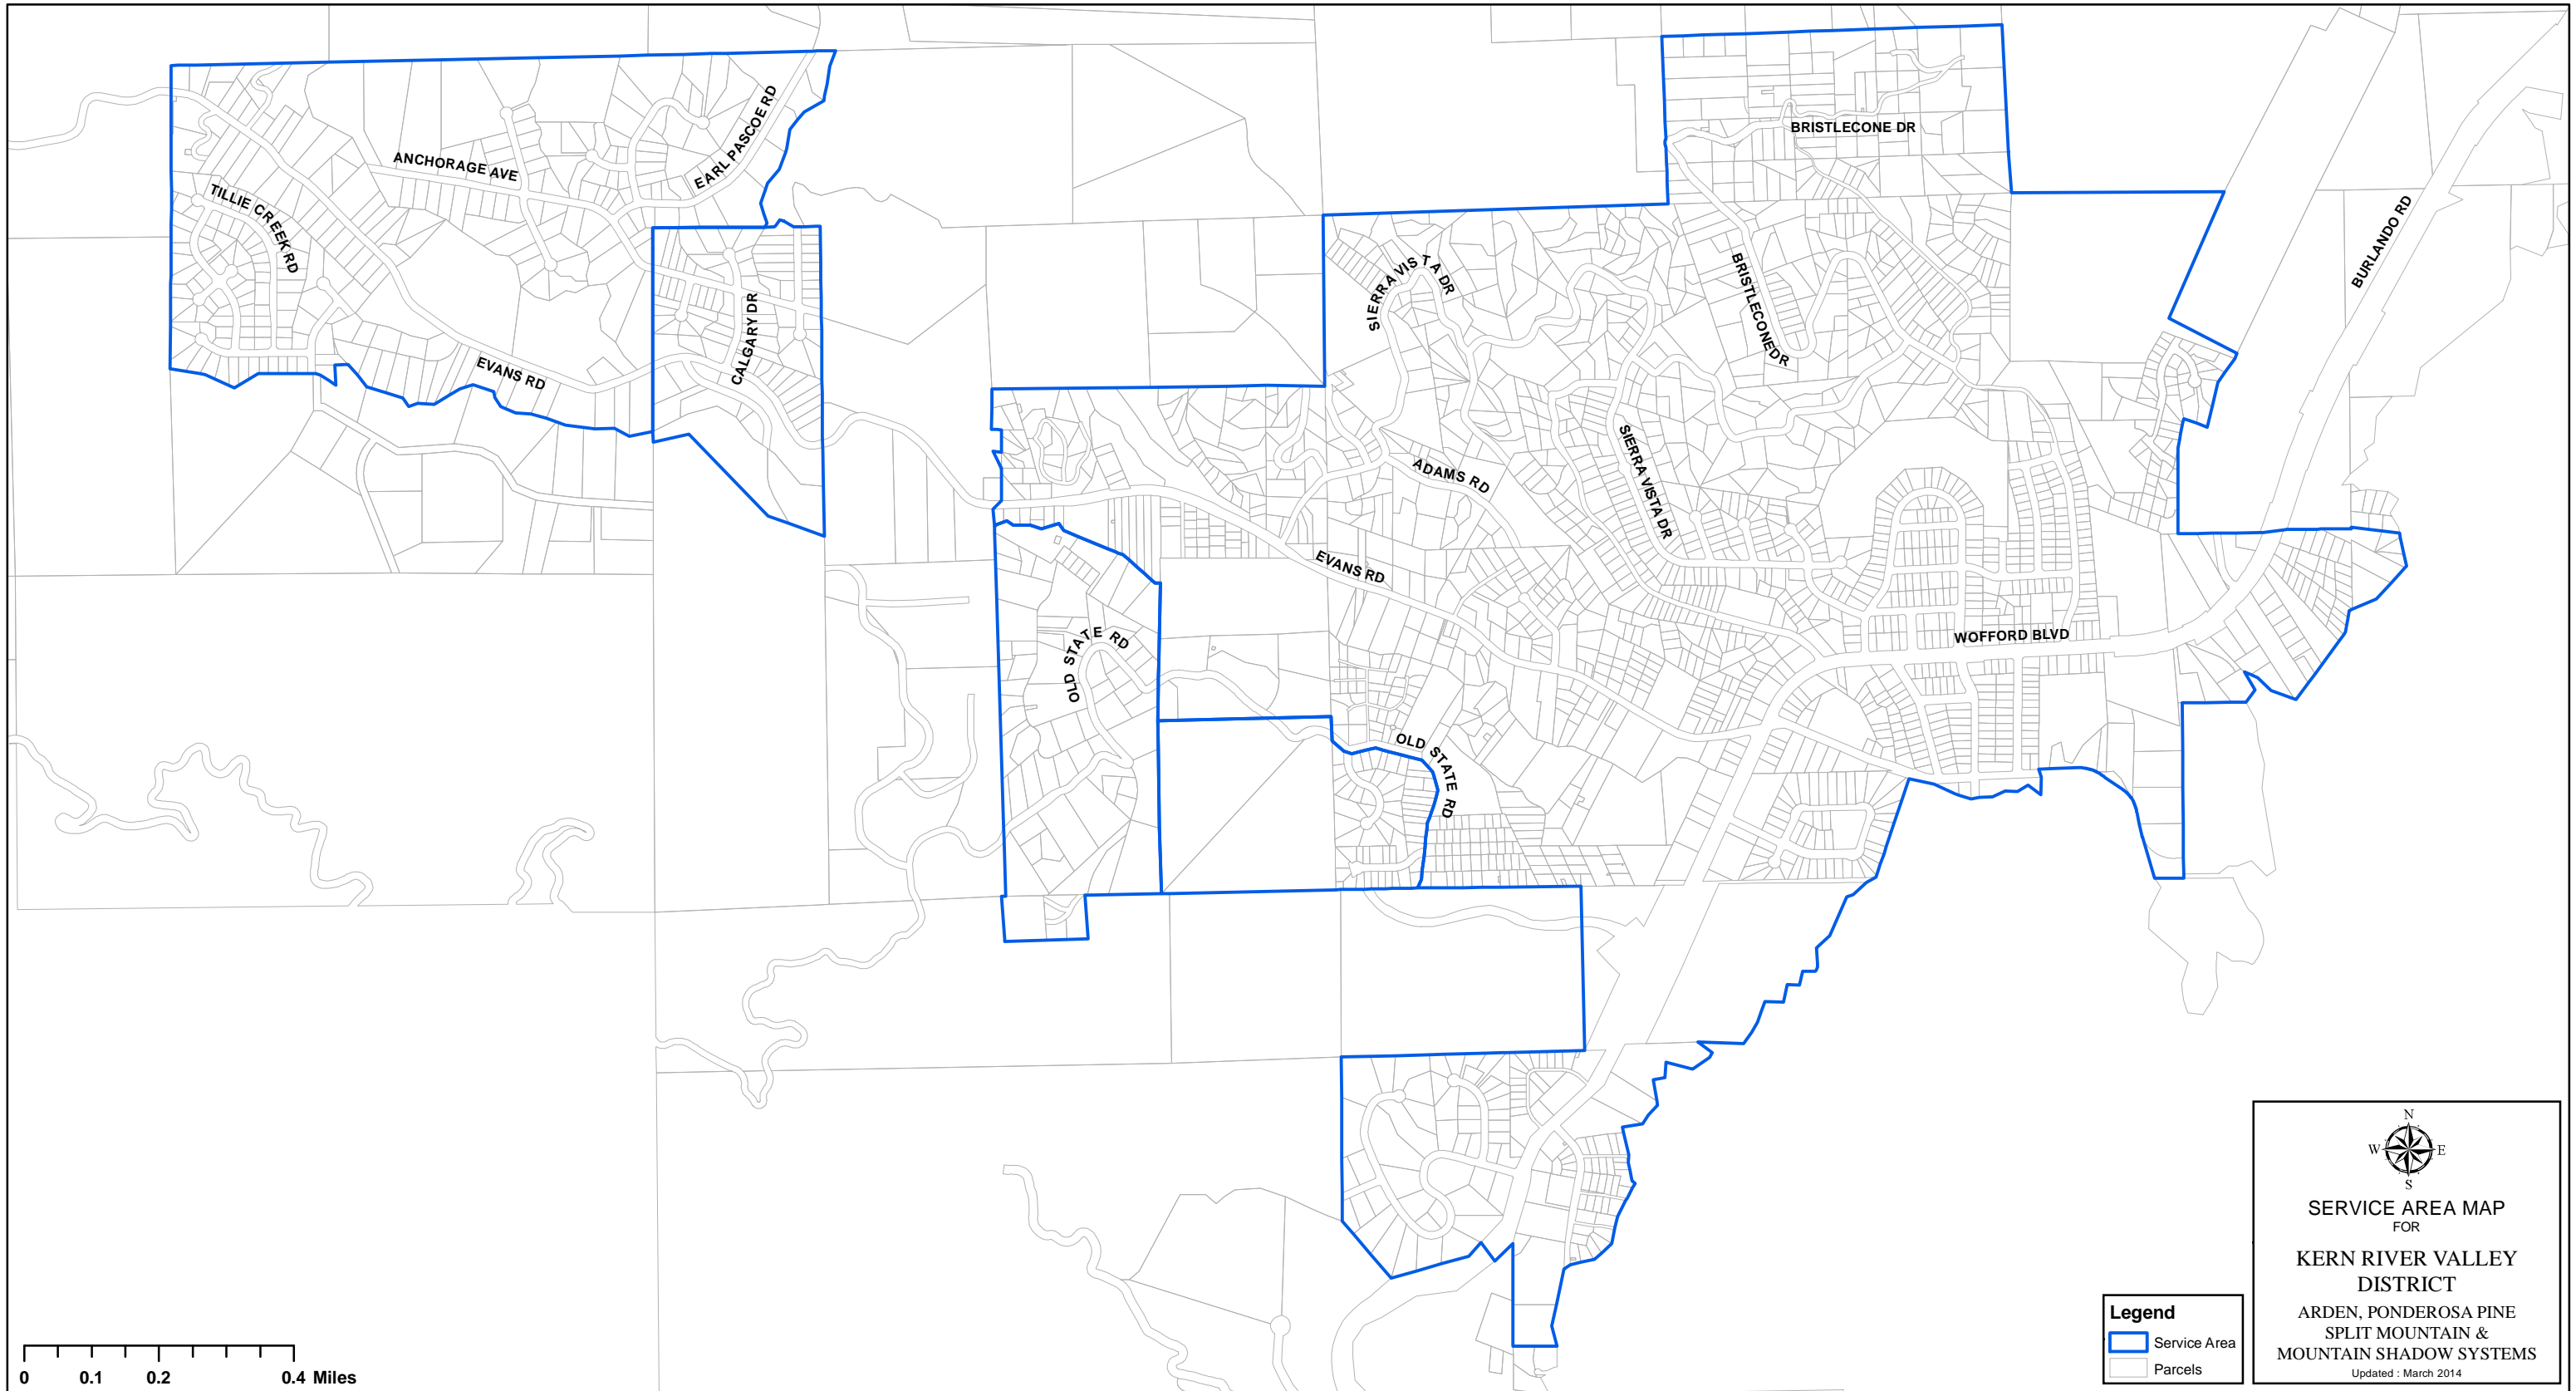 EARL PASCOE RD
ANCHORAGE AVE
TILLIE CREEK RD
CALGARY DR
EVANS RD
BRISTLECONE DR
BURLANDO RD
SIERRA VISTA DR
BRISTLECONE DR
ADAMS RD
SIERRA VISTA DR
EVANS RD
OLD STATE RD
WOFFORD BLVD
OLD STATE RD
N
W E
S
SERVICE AREA MAP
FOR
KERN RIVER VALLEY
DISTRICT
ARDEN, PONDEROSA PINE
SPLIT MOUNTAIN &
MOUNTAIN SHADOW SYSTEMS
Updated : March 2014
Legend
Service Area
Parcels
0 0.1 0.2 0.4 Miles